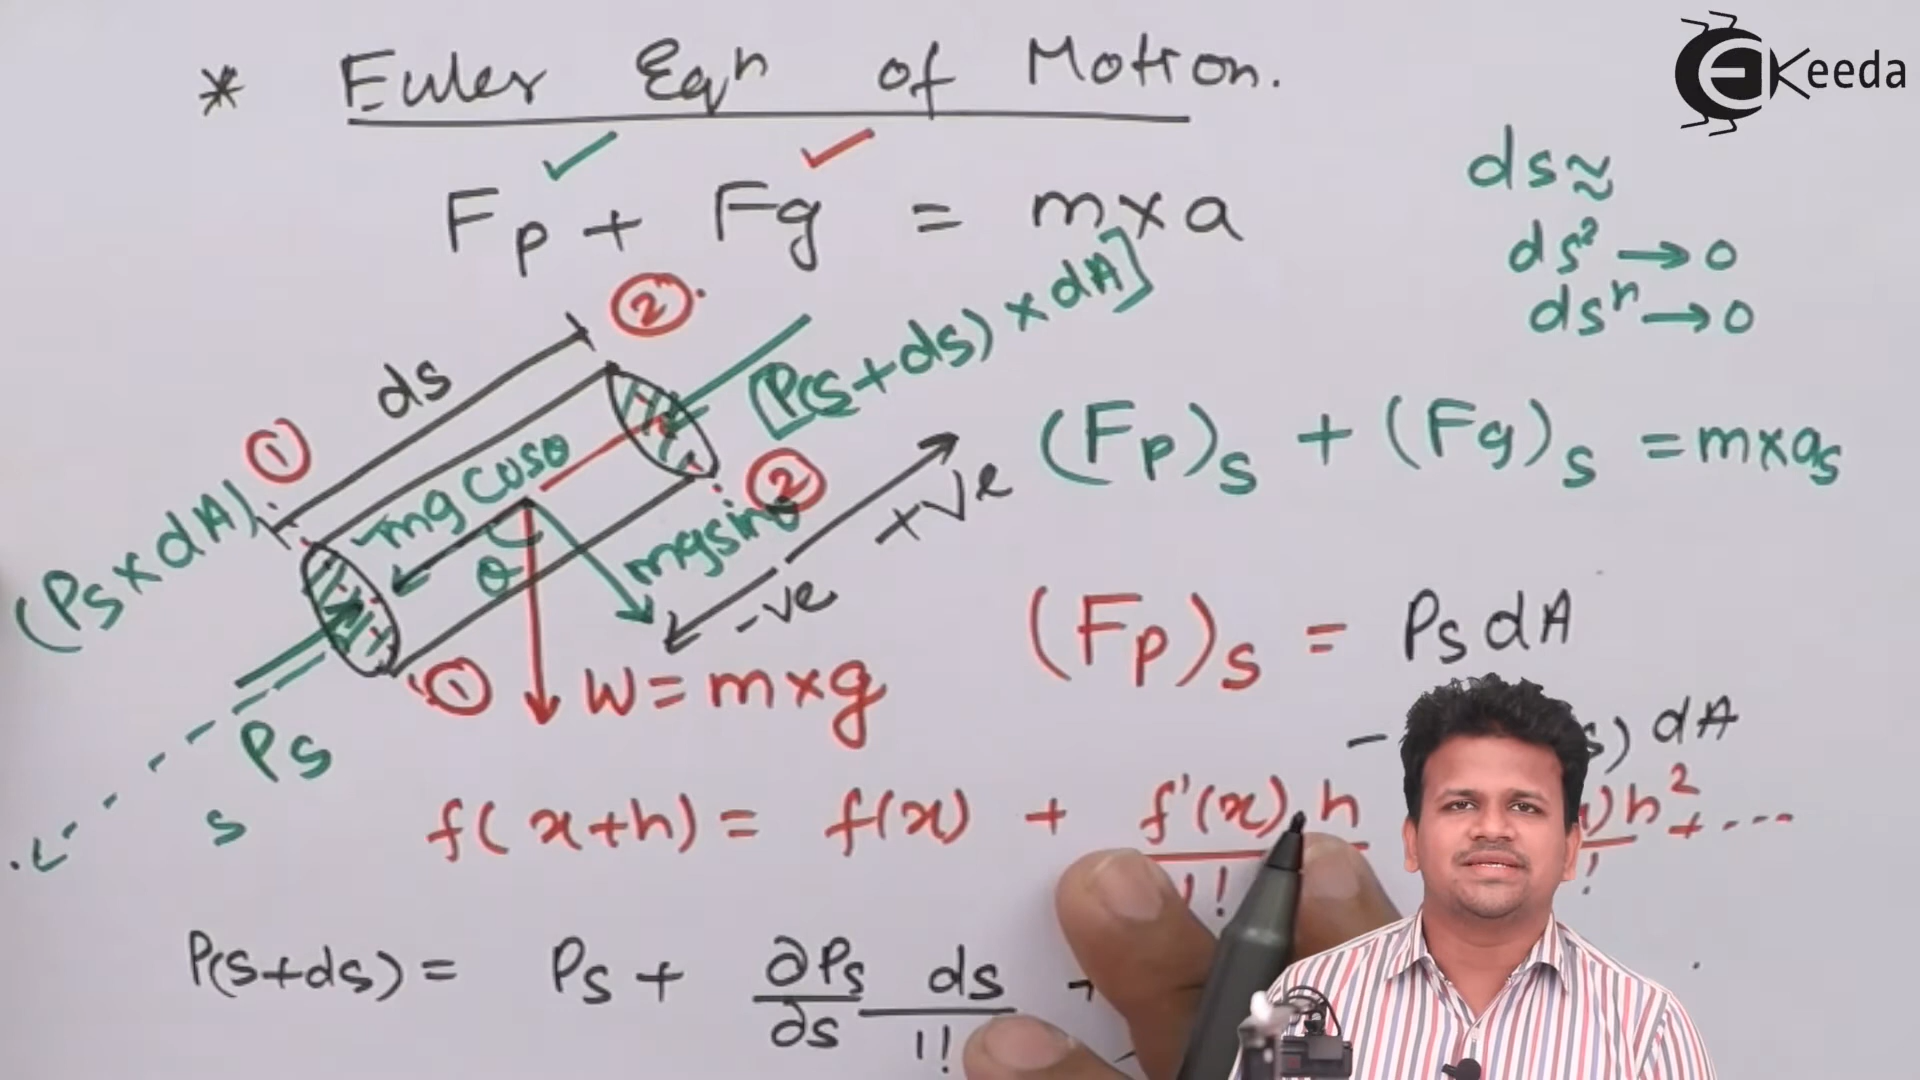 EKeeda
* Euler Eqn of Motion.
Fp + Fg = m×a
ds≈
ds² → 0
dsⁿ → 0
②
[P(s+ds) × dA]
ds
①
(Fp)s + (Fg)s = m×as
mg cosθ
②
+ve
(Ps × dA)
θ
mg sinθ
-ve
(Fp)s = Ps dA
①
W = m×g
Ps
- s) dA
s
f(x+h) = f(x) + f'(x) h )h² + ...
1! !
P(s+ds) = Ps + ∂Ps ds +
∂s 1!